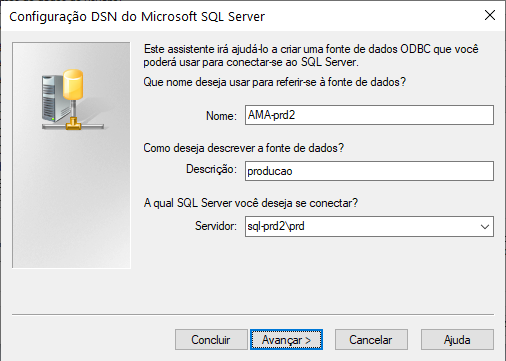 Configuração DSN do Microsoft SQL Server
Este assistente irá ajudá-lo a criar uma fonte de dados ODBC que você
poderá usar para conectar-se ao SQL Server.
Que nome deseja usar para referir-se à fonte de dados?
Nome: AMA-prd2
Como deseja descrever a fonte de dados?
Descrição: producao
A qual SQL Server você deseja se conectar?
Servidor: sql-prd2\prd
Concluir Avançar > Cancelar Ajuda